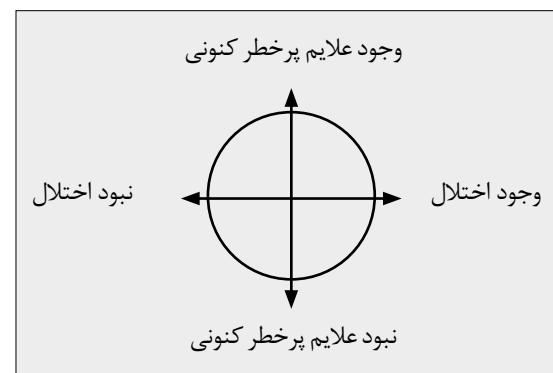 وجود علایم پرخطر کنونی
وجود اختلال
نبود اختلال
نبود علایم پرخطر کنونی